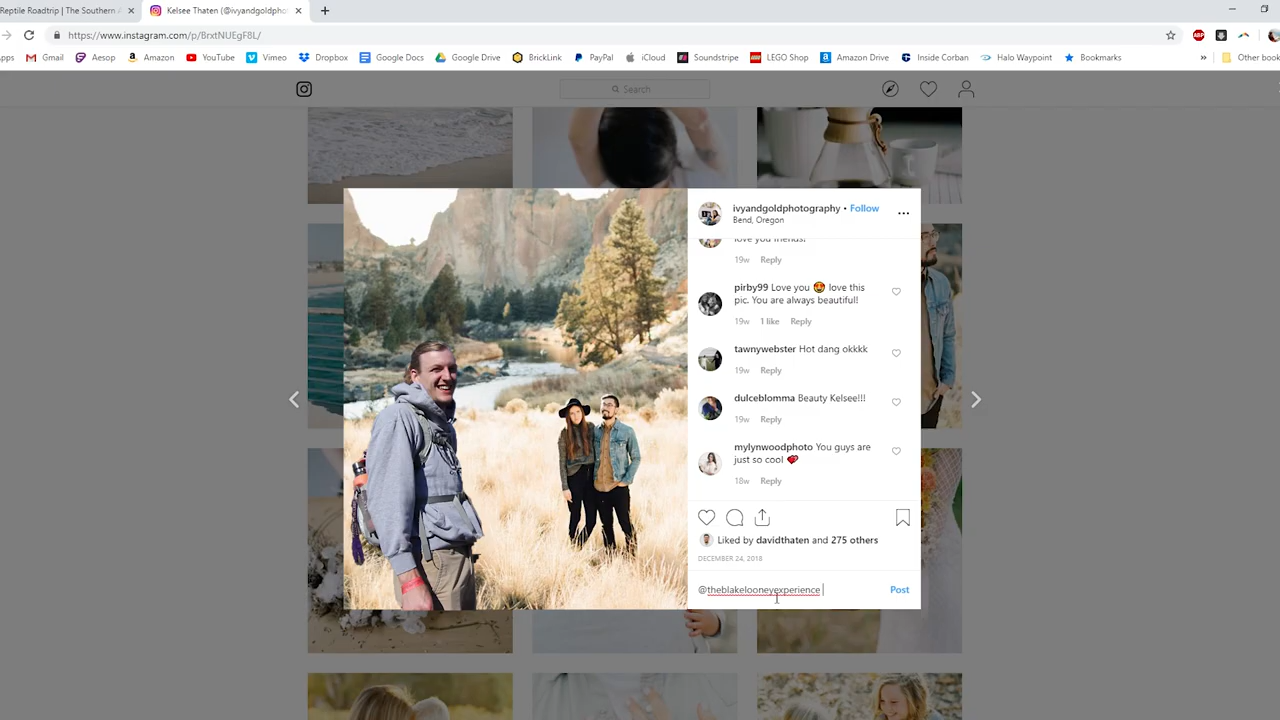 Reptile Roadtrip | The Southern
Kelsee Thaten (@ivyandgoldphot
https://www.instagram.com/p/BrxtNUEgF8L/
Gmail
Aesop
Amazon
YouTube
Vimeo
Dropbox
Google Docs
Google Drive
BrickLink
PayPal
iCloud
Soundstripe
LEGO Shop
Amazon Drive
Inside Corban
Halo Waypoint
Bookmarks
»
Other book
Search
ivyandgoldphotography • Follow
Bend, Oregon
love you friends!
19w Reply
pirby99 Love you 😍 love this
pic. You are always beautiful!
19w 1 like Reply
tawnywebster Hot dang okkkk
19w Reply
dulceblomma Beauty Kelsee!!!
19w Reply
mylynwoodphoto You guys are
just so cool 💖
18w Reply
Liked by davidthaten and 275 others
DECEMBER 24, 2018
@theblakelooneyexperience
Post